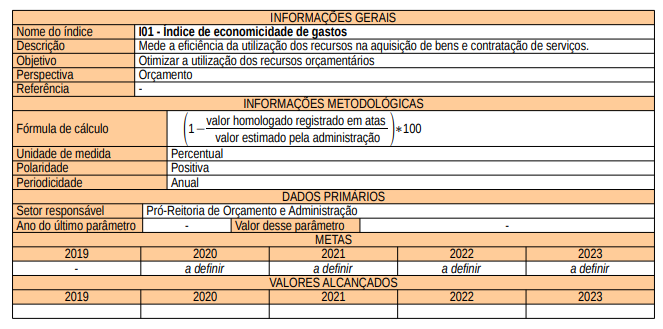 INFORMAÇÕES GERAIS
Nome do índice I01 - Índice de economicidade de gastos
Descrição Mede a eficiência da utilização dos recursos na aquisição de bens e contratação de serviços.
Objetivo Otimizar a utilização dos recursos orçamentários
Perspectiva Orçamento
Referência -
INFORMAÇÕES METODOLÓGICAS
Fórmula de cálculo (1− valor homologado registrado em atas / valor estimado pela administração)∗100
Unidade de medida Percentual
Polaridade Positiva
Periodicidade Anual
DADOS PRIMÁRIOS
Setor responsável Pró-Reitoria de Orçamento e Administração
Ano do último parâmetro - Valor desse parâmetro -
METAS
2019 2020 2021 2022 2023
- a definir a definir a definir a definir
VALORES ALCANÇADOS
2019 2020 2021 2022 2023